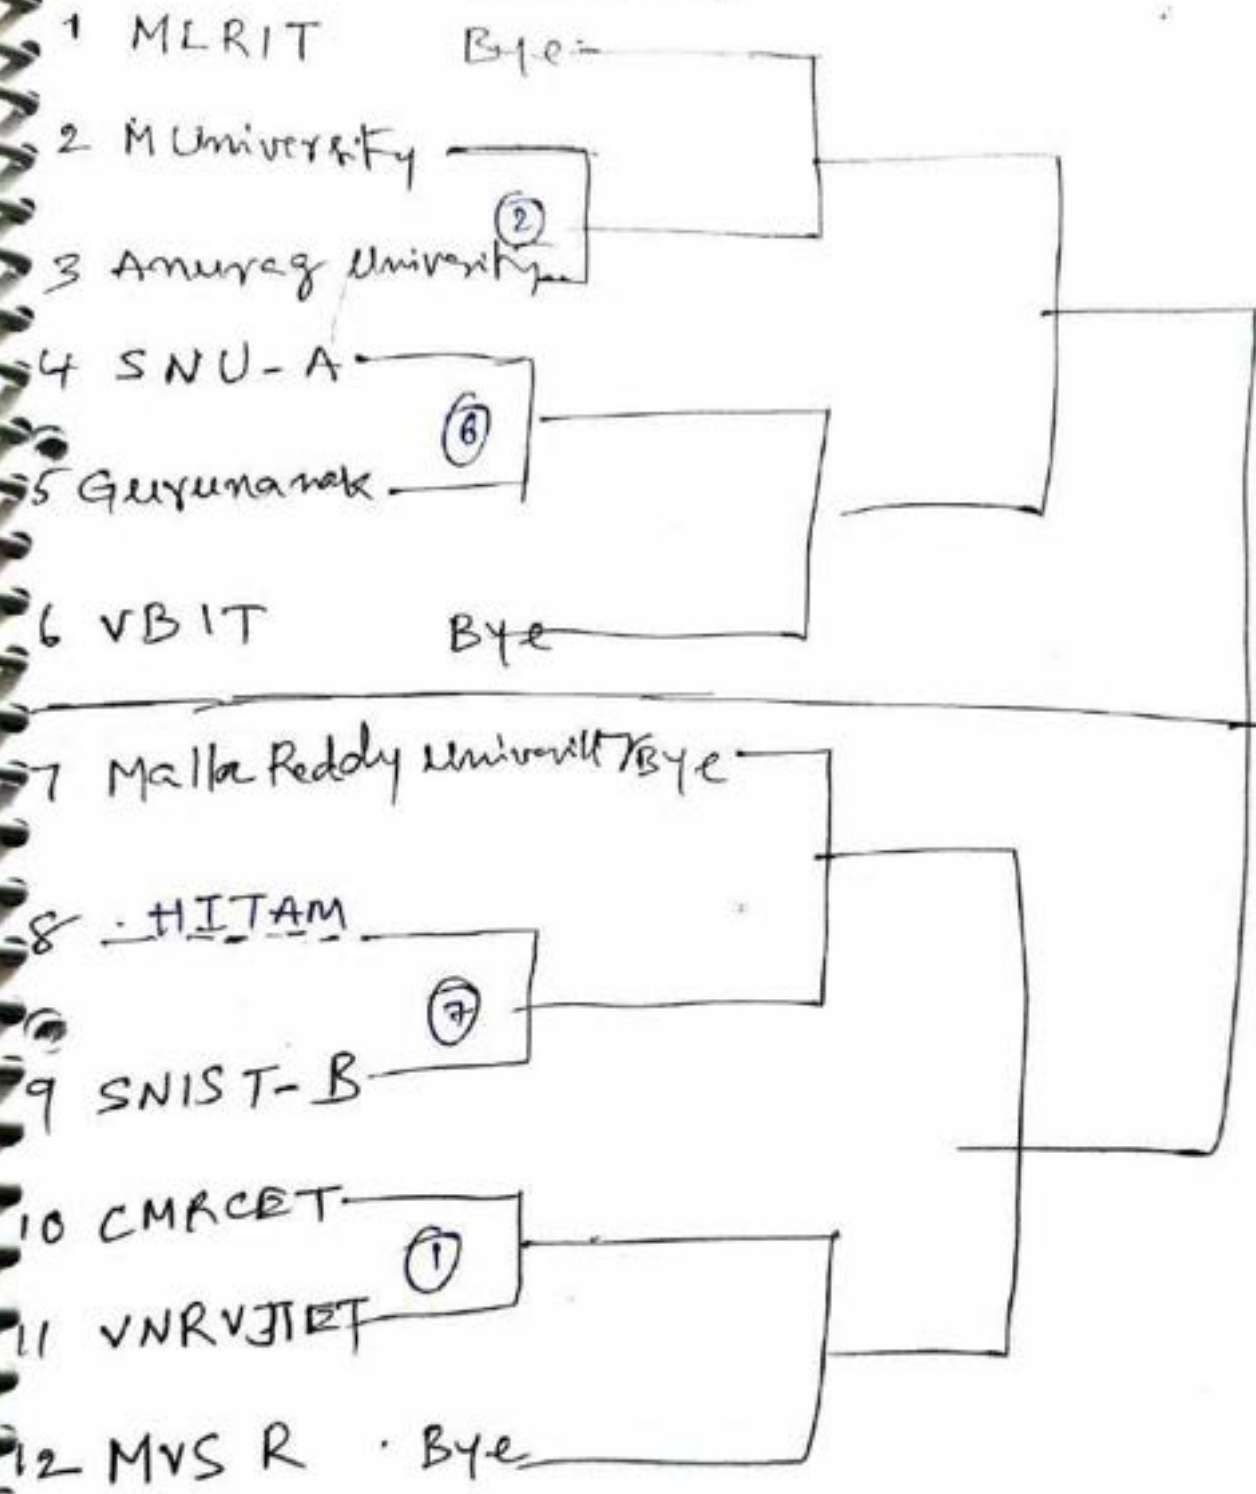 1 MLRIT Bye
2 M University
②
3 Anurag University
4 SNU-A
⑥
5 Gurunanak
6 VBIT Bye
7 Malla Reddy University Bye
8 HITAM
⑦
9 SNIST-B
10 CMRCET
①
11 VNRVJIET
12 MVSR Bye